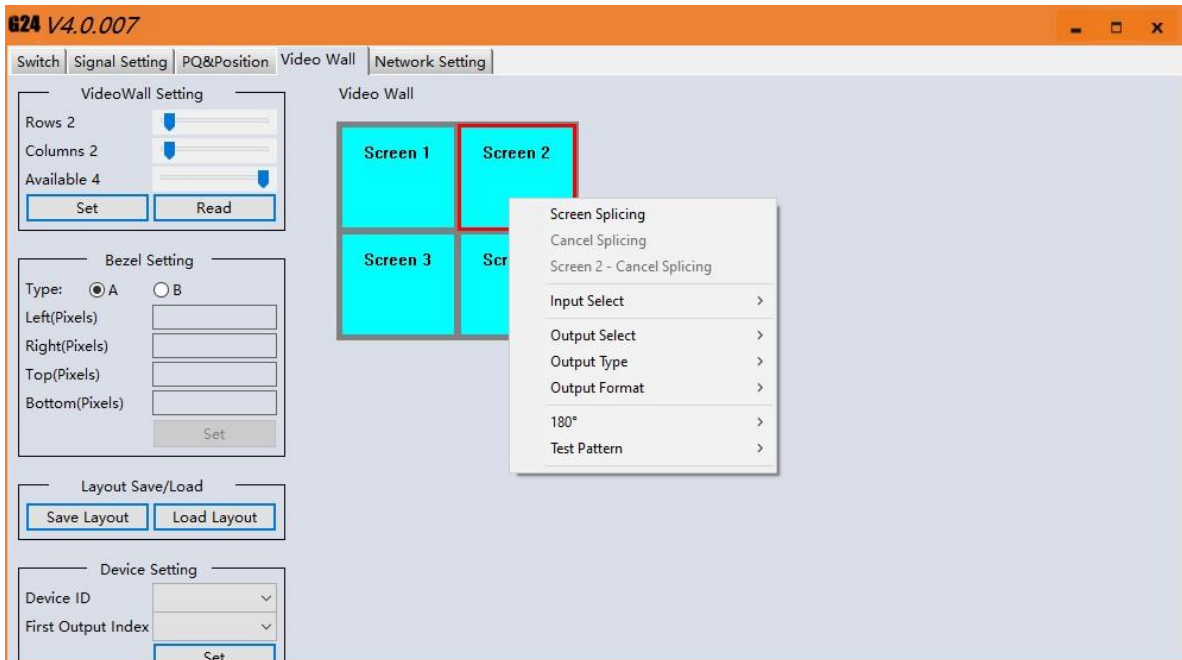 G24 V4.0.007
Switch Signal Setting PQ&Position Video Wall Network Setting
VideoWall Setting
Rows 2
Columns 2
Available 4
Set Read
Bezel Setting
Type: A B
Left(Pixels)
Right(Pixels)
Top(Pixels)
Bottom(Pixels)
Set
Layout Save/Load
Save Layout Load Layout
Device Setting
Device ID
First Output Index
Set
Video Wall
Screen 1 Screen 2
Screen 3 Scr
Screen Splicing
Cancel Splicing
Screen 2 - Cancel Splicing
Input Select
Output Select
Output Type
Output Format
180°
Test Pattern